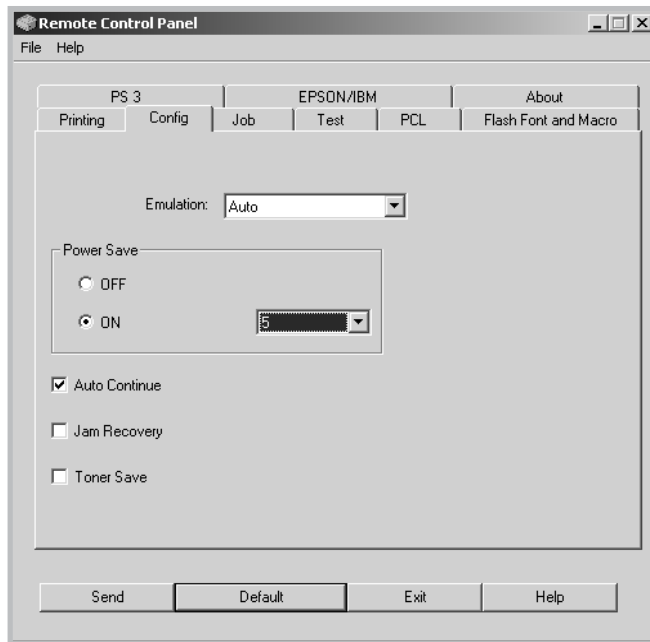 Remote Control Panel
File Help
PS 3 EPSON/IBM About
Printing Config Job Test PCL Flash Font and Macro
Emulation: Auto
Power Save
OFF
ON 5
Auto Continue
Jam Recovery
Toner Save
Send Default Exit Help